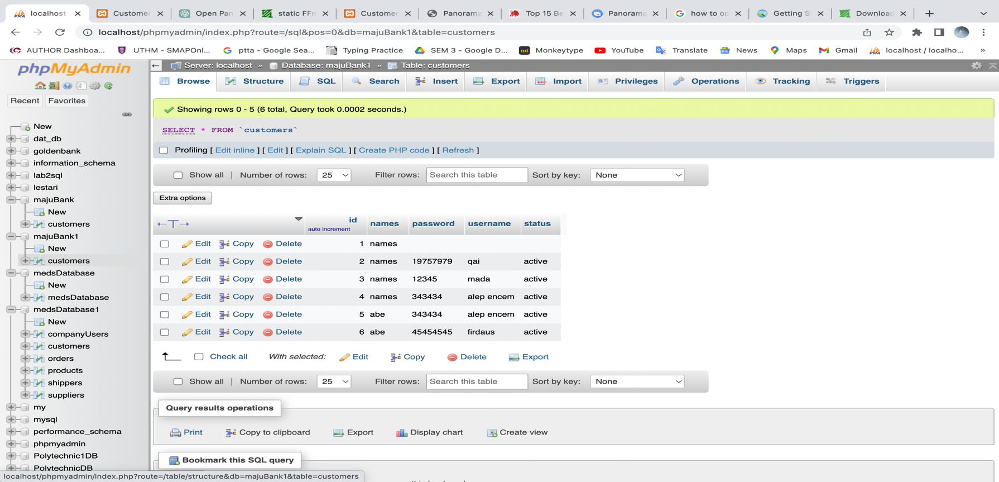 localhost
Customer
Open Pan
static FFm
Customer
Panorama
Top 15 Be
Panorama
how to op
Getting S
Download
localhost/phpmyadmin/index.php?route=/sql&pos=0&db=majuBank1&table=customers
AUTHOR Dashboa...
UTHM - SMAPOnl...
ptta - Google Sea...
Typing Practice
SEM 3 - Google D...
Monkeytype
YouTube
Translate
News
Maps
Gmail
localhost / localho...
»
phpMyAdmin
Recent
Favorites
New
dat_db
goldenbank
information_schema
lab2sql
lestari
majuBank
New
customers
majuBank1
New
customers
medsDatabase
New
medsDatabase
medsDatabase1
New
companyUsers
customers
orders
products
shippers
suppliers
my
mysql
performance_schema
phpmyadmin
Polytechnic1DB
PolytechnicDB
Server: localhost » Database: majuBank1 » Table: customers
Browse Structure SQL Search Insert Export Import Privileges Operations Tracking Triggers
Showing rows 0 - 5 (6 total, Query took 0.0002 seconds.)
SELECT * FROM `customers`
Profiling [ Edit inline ] [ Edit ] [ Explain SQL ] [ Create PHP code ] [ Refresh ]
Show all | Number of rows: 25 Filter rows: Search this table Sort by key: None
Extra options
id auto increment names password username status
Edit Copy Delete 1 names
Edit Copy Delete 2 names 19757979 qai active
Edit Copy Delete 3 names 12345 mada active
Edit Copy Delete 4 names 343434 alep encem active
Edit Copy Delete 5 abe 343434 alep encem active
Edit Copy Delete 6 abe 45454545 firdaus active
Check all With selected: Edit Copy Delete Export
Show all | Number of rows: 25 Filter rows: Search this table Sort by key: None
Query results operations
Print Copy to clipboard Export Display chart Create view
Bookmark this SQL query
localhost/phpmyadmin/index.php?route=/table/structure&db=majuBank1&table=customers